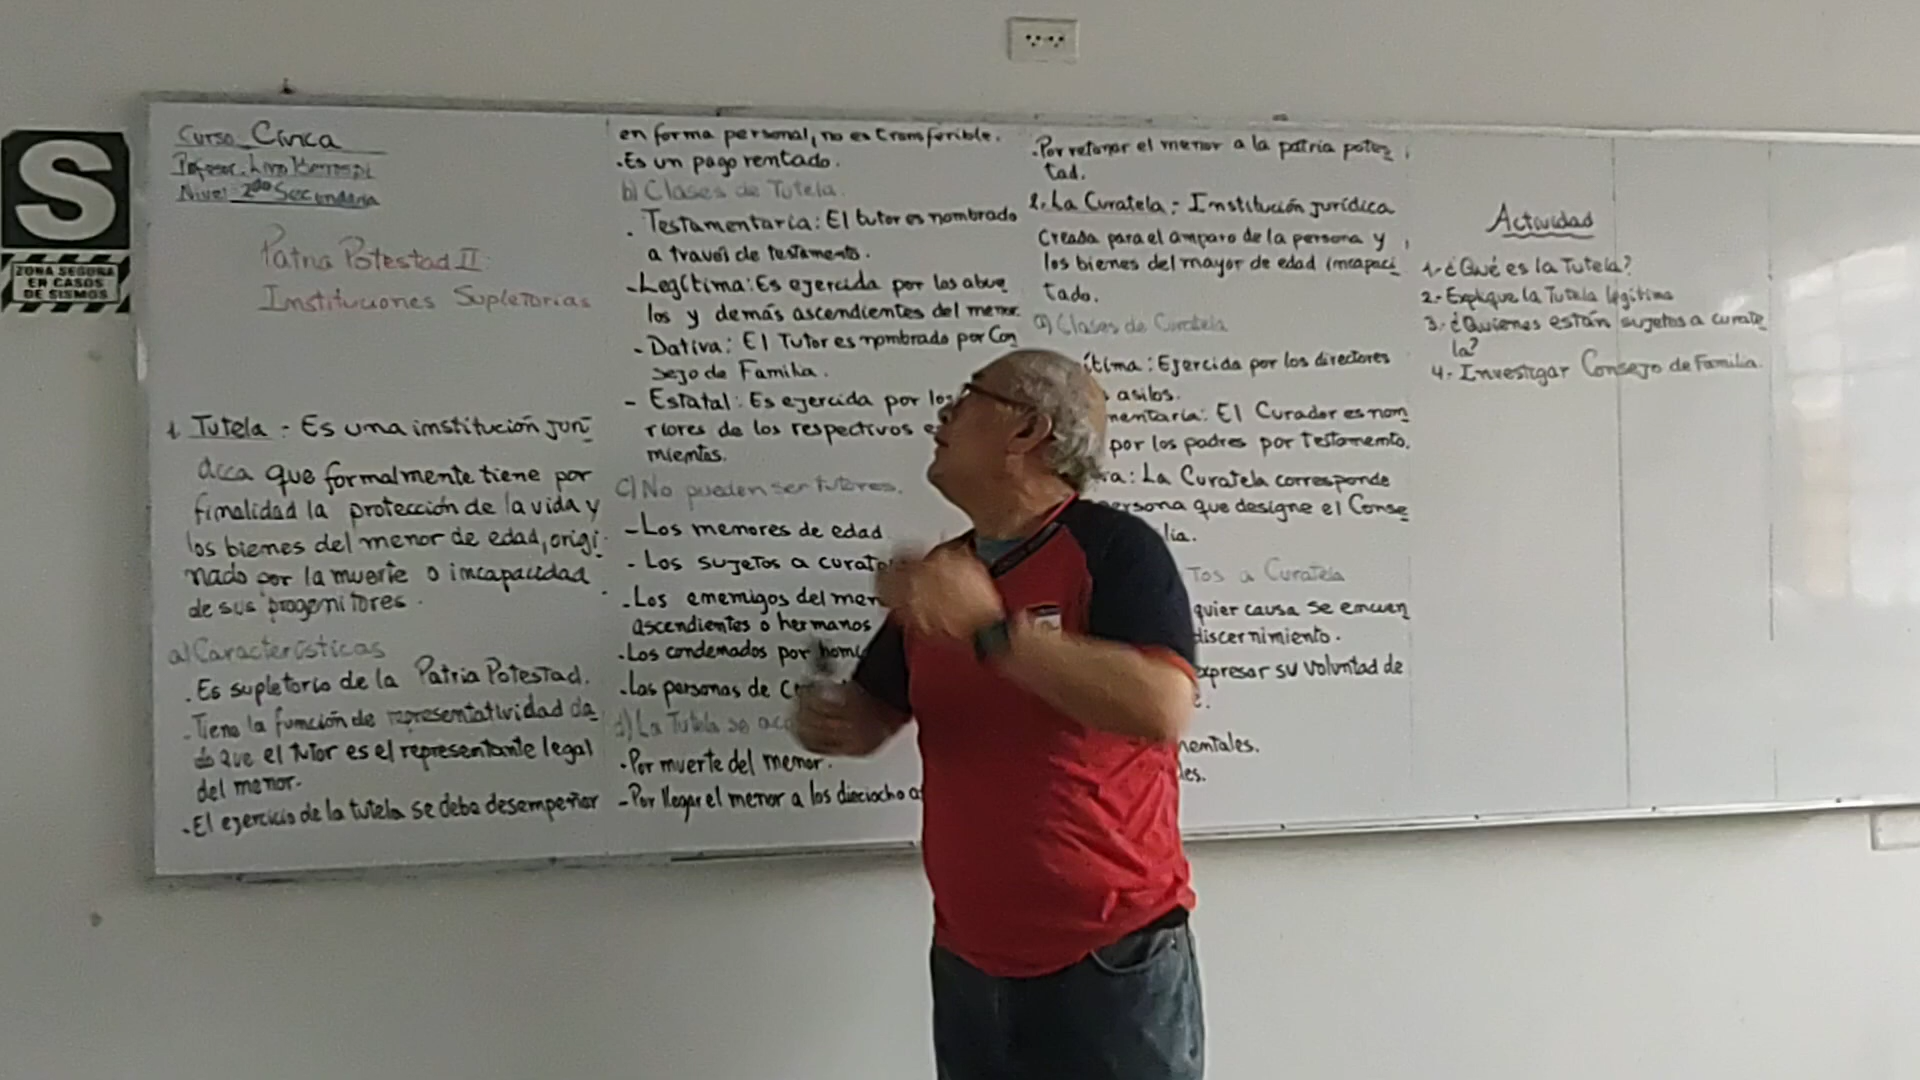 S
ZONA SEGURA
EN CASOS
DE SISMOS
Curso Cívica
Profesor:
Nivel 2do Secundaria
Patria Potestad II
Instituciones Supletorias
1 Tutela - Es una institución jurí
dica que formalmente tiene por
finalidad la protección de la vida y
los bienes del menor de edad, origi
nado por la muerte o incapacidad
de sus progenitores.
a) Características
. Es supletorio de la Patria Potestad.
. Tiene la función de representatividad da
do que el tutor es el representante legal
del menor.
. El ejercicio de la tutela se debe desempeñar
en forma personal, no es transferible.
. Es un pago rentado.
b) Clases de Tutela.
. Testamentaria: El tutor es nombrado
a través de testamento.
- Legítima: Es ejercida por los abue
los y demás ascendientes del menor.
- Dativa: El Tutor es nombrado por Con
sejo de Familia.
- Estatal: Es ejercida por los
riores de los respectivos
mientos.
c) No pueden ser tutores.
- Los menores de edad
- Los sujetos a curate
. Los enemigos del men
ascendientes o hermanos
. Los condenados por homi
. Las personas de
d) La Tutela se aca
. Por muerte del menor.
- Por llegar el menor a los dieciocho a
. Por retomar el menor a la patria potes
tad.
2. La Curatela: Institución jurídica
Creada para el amparo de la persona y
los bienes del mayor de edad incapaci
tado.
a) Clases de Curatela
ítima: Ejercida por los directores
asilos.
mentaria: El Curador es nom
por los padres por testamento.
va: La Curatela corresponde
ersona que designe el Conse
lia.
Tos a Curatela
quier causa se encuen
discernimiento.
xpresar su voluntad de
e.
mentales.
les.
Actividad
1- ¿Qué es la Tutela?
2- Explique la Tutela legítima
3- ¿Quienes están sujetos a curate
la?
4- Investigar Consejo de Familia.